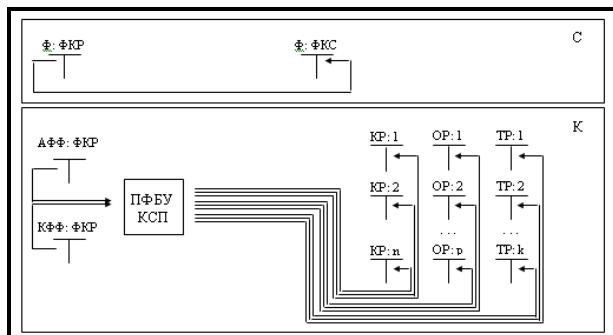 С
Ф: ФКР Ф: ФКС
К
КР:1 ОР:1 ТР:1
АФФ: ФКР
ПФБУ
КСП
КР:2 ОР:2 ТР:2
... ...
КФФ: ФКР
КР:n ОР:p ТР:k